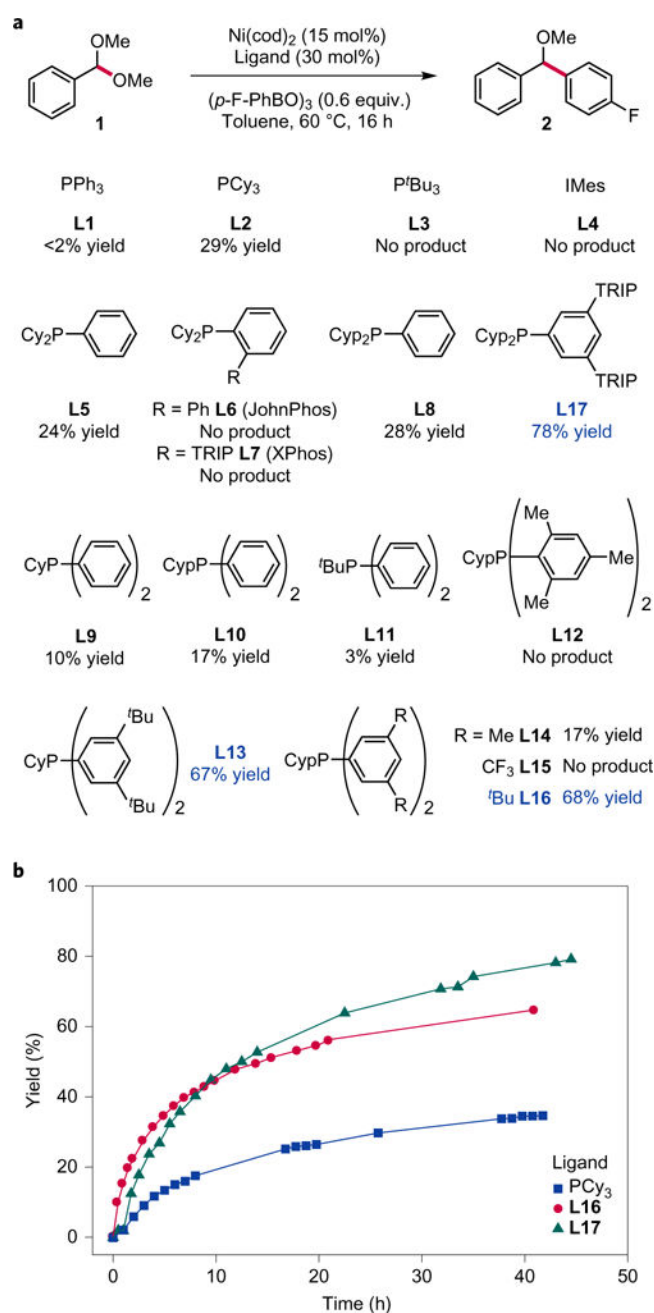 a
OMe
OMe
1
Ni(cod)₂ (15 mol%)
Ligand (30 mol%)
(p-F-PhBO)₃ (0.6 equiv.)
Toluene, 60 °C, 16 h
OMe
F
2
PPh₃
L1
<2% yield
PCy₃
L2
29% yield
PᵗBu₃
L3
No product
IMes
L4
No product
Cy₂P
L5
24% yield
Cy₂P
R
R = Ph L6 (JohnPhos)
No product
R = TRIP L7 (XPhos)
No product
Cyp₂P
L8
28% yield
TRIP
Cyp₂P
TRIP
L17
78% yield
CyP
2
L9
10% yield
CypP
2
L10
17% yield
ᵗBuP
2
L11
3% yield
Me
CypP
Me
Me
2
L12
No product
ᵗBu
CyP
ᵗBu
2
L13
67% yield
R
CypP
R
2
R = Me L14 17% yield
CF₃ L15 No product
ᵗBu L16 68% yield
b
Yield (%)
100
80
60
40
20
0
0 10 20 30 40 50
Time (h)
Ligand
PCy₃
L16
L17